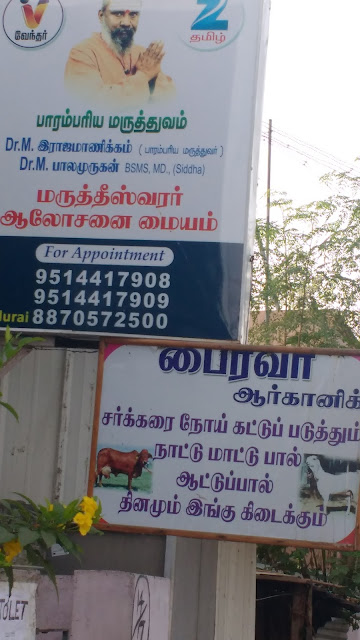 வேந்தர்
தமிழ்
பாரம்பரிய மருத்துவம்
Dr.M. இராஜமாணிக்கம் ( பாரம்பரிய மருத்துவர் )
Dr.M. பாலமுருகன் BSMS, MD., (Siddha)
மருத்தீஸ்வரர்
ஆலோசனை மையம்
For Appointment
9514417908
9514417909
durai 8870572500
பைரவா
ஆர்கானிக்
சர்க்கரை நோய் கட்டுப் படுத்தும்
நாட்டு மாட்டு பால்
ஆட்டுப்பால்
தினமும் இங்கு கிடைக்கும்
TOLET